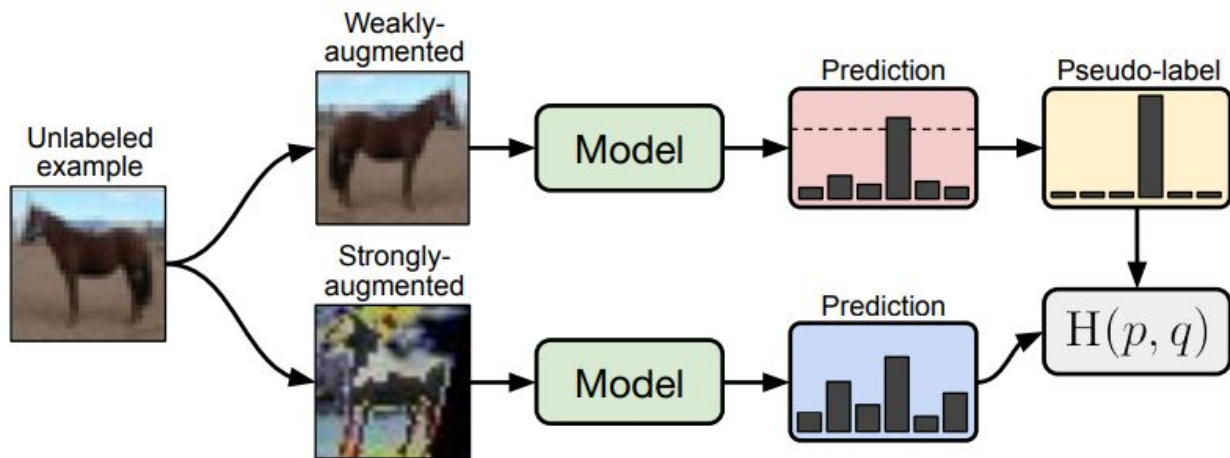 Weakly-
augmented
Prediction
Pseudo-label
Unlabeled
example
Model
Strongly-
augmented
Prediction
Model
H(p, q)